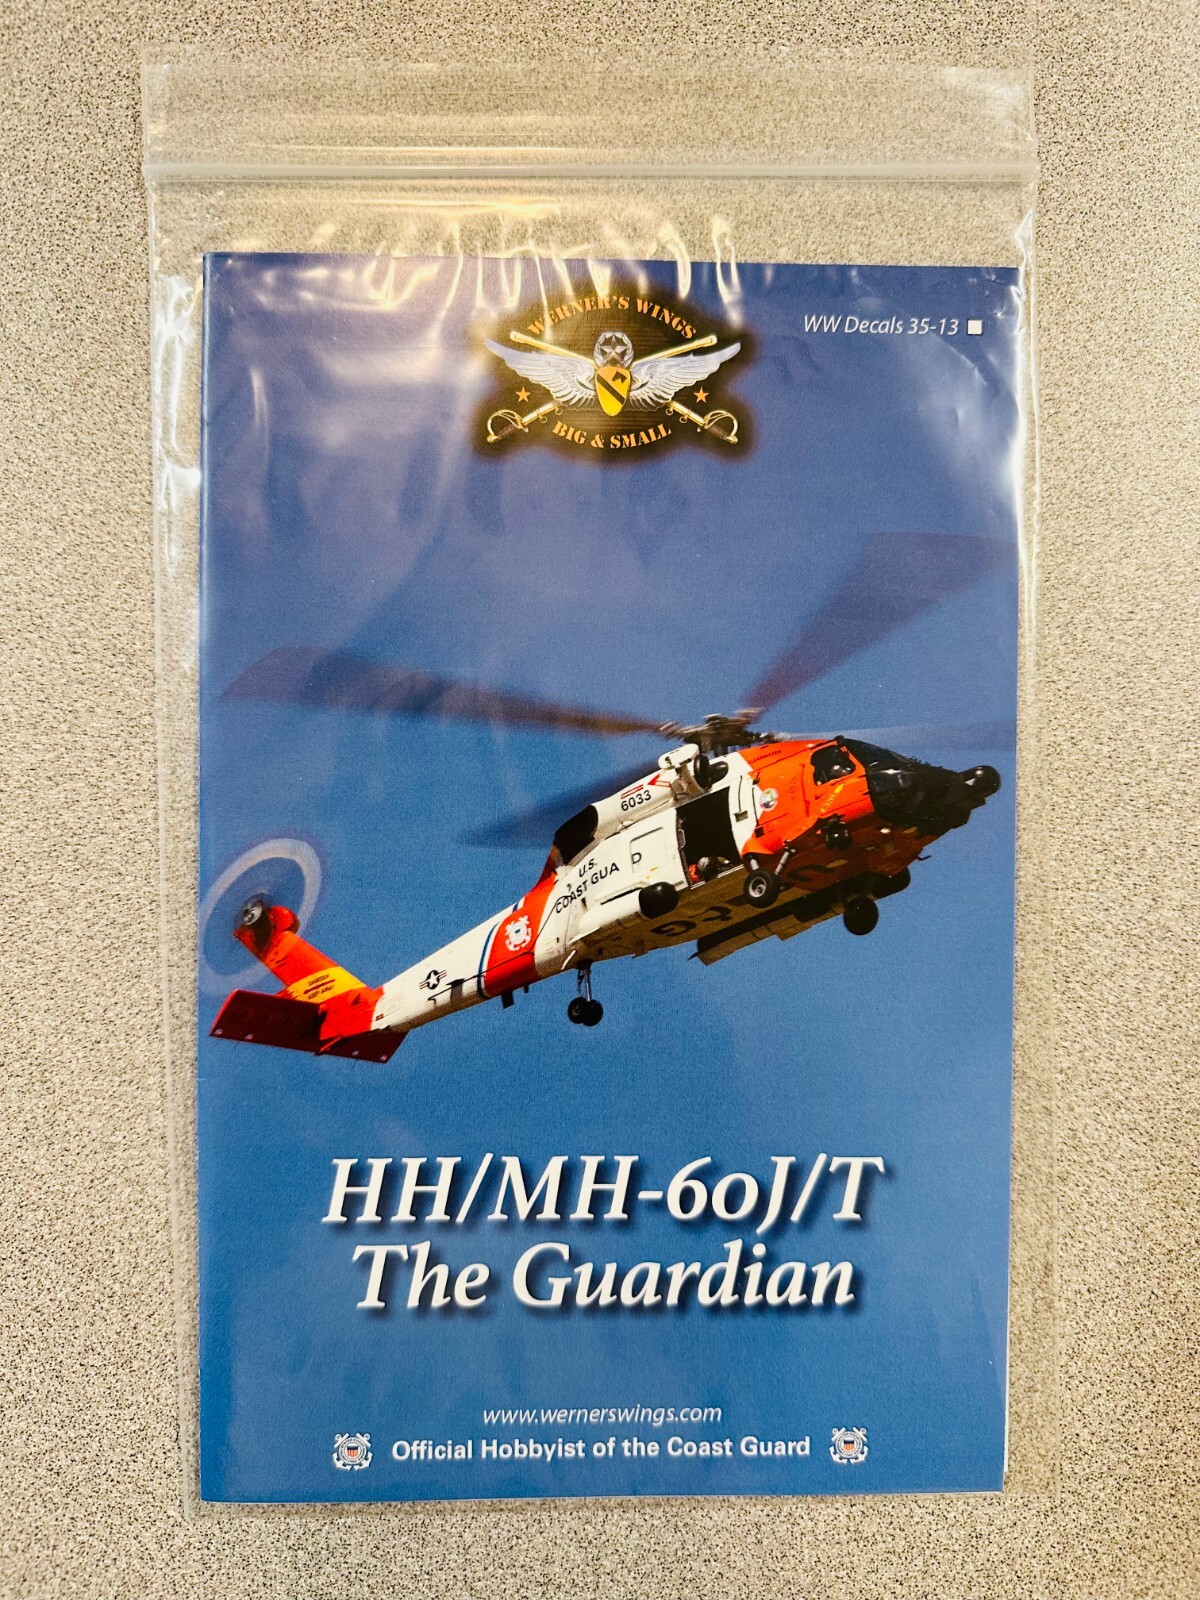 WERNER'S WINGS
BIG & SMALL
WW Decals 35-13
6033
U.S.
COAST GUA D
HH/MH-60J/T
The Guardian
www.wernerswings.com
Official Hobbyist of the Coast Guard